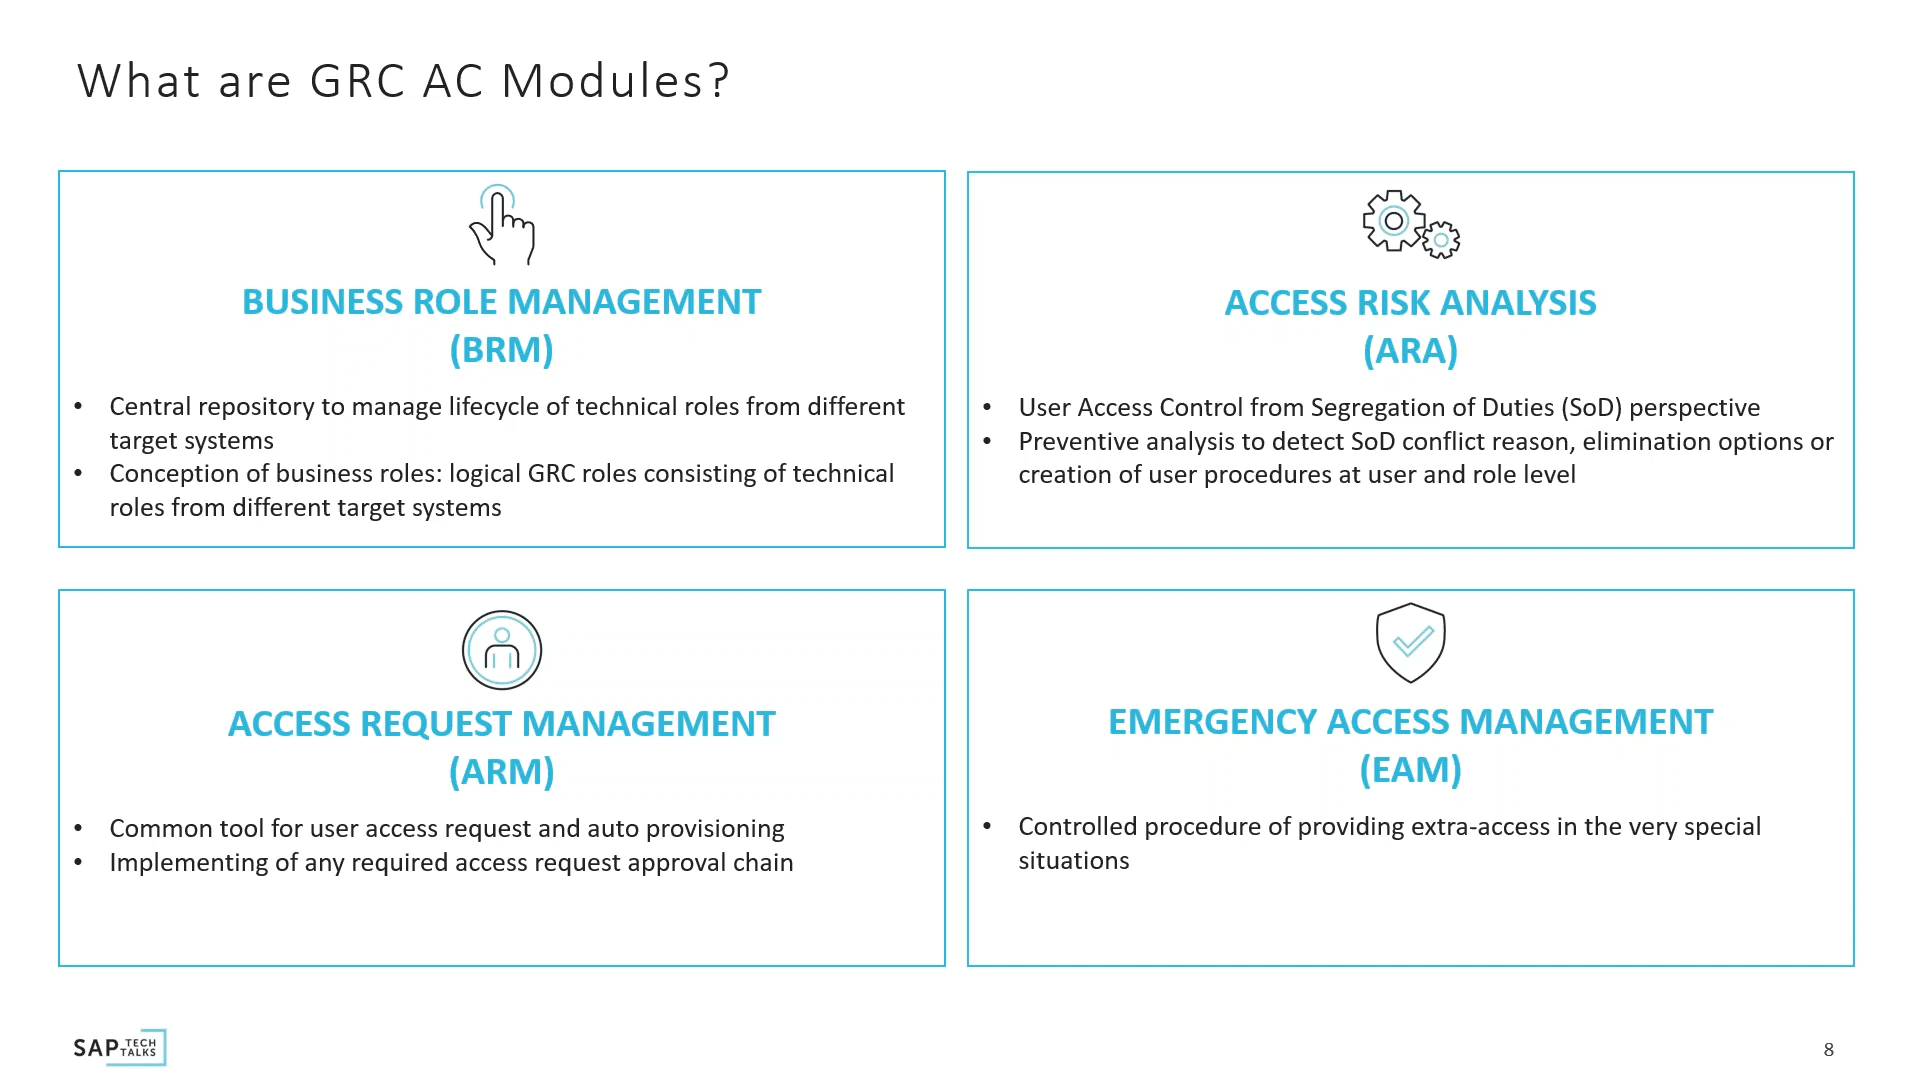 What are GRC AC Modules?
BUSINESS ROLE MANAGEMENT
(BRM)
• Central repository to manage lifecycle of technical roles from different
target systems
• Conception of business roles: logical GRC roles consisting of technical
roles from different target systems
ACCESS RISK ANALYSIS
(ARA)
• User Access Control from Segregation of Duties (SoD) perspective
• Preventive analysis to detect SoD conflict reason, elimination options or
creation of user procedures at user and role level
ACCESS REQUEST MANAGEMENT
(ARM)
• Common tool for user access request and auto provisioning
• Implementing of any required access request approval chain
EMERGENCY ACCESS MANAGEMENT
(EAM)
• Controlled procedure of providing extra-access in the very special
situations
SAP TECH
TALKS
8